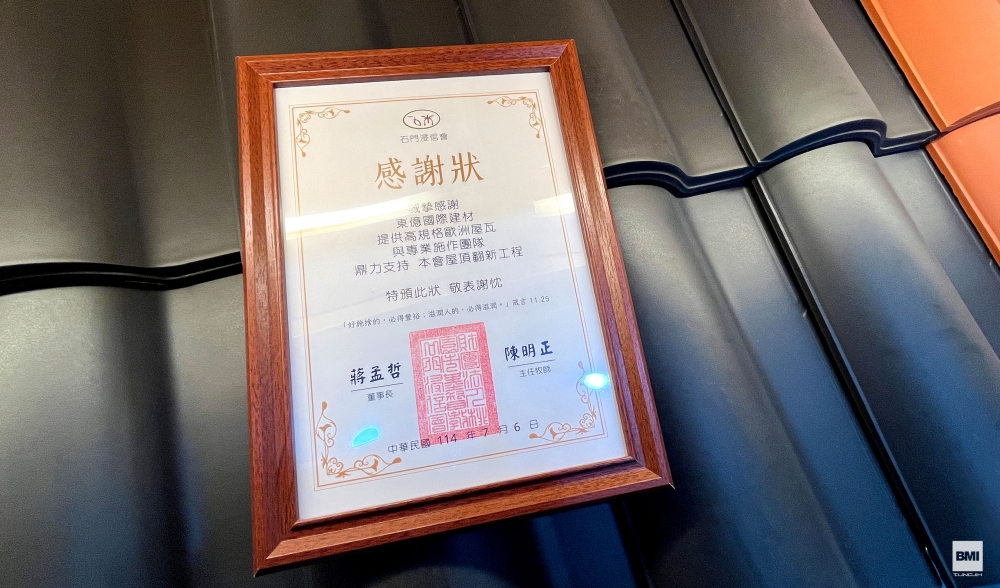 石門浸信會
感謝狀
誠摯感謝
東億國際建材
提供高規格歐洲屋瓦
與專業施作團隊
鼎力支持 本會屋頂翻新工程
特頒此狀 敬表謝忱
「好施捨的，必得豐裕；滋潤人的，必得滋潤。」箴言 11:25
蔣孟哲
董事長
陳明正
主任牧師
中華民國 114 年 7 月 6 日
BMI